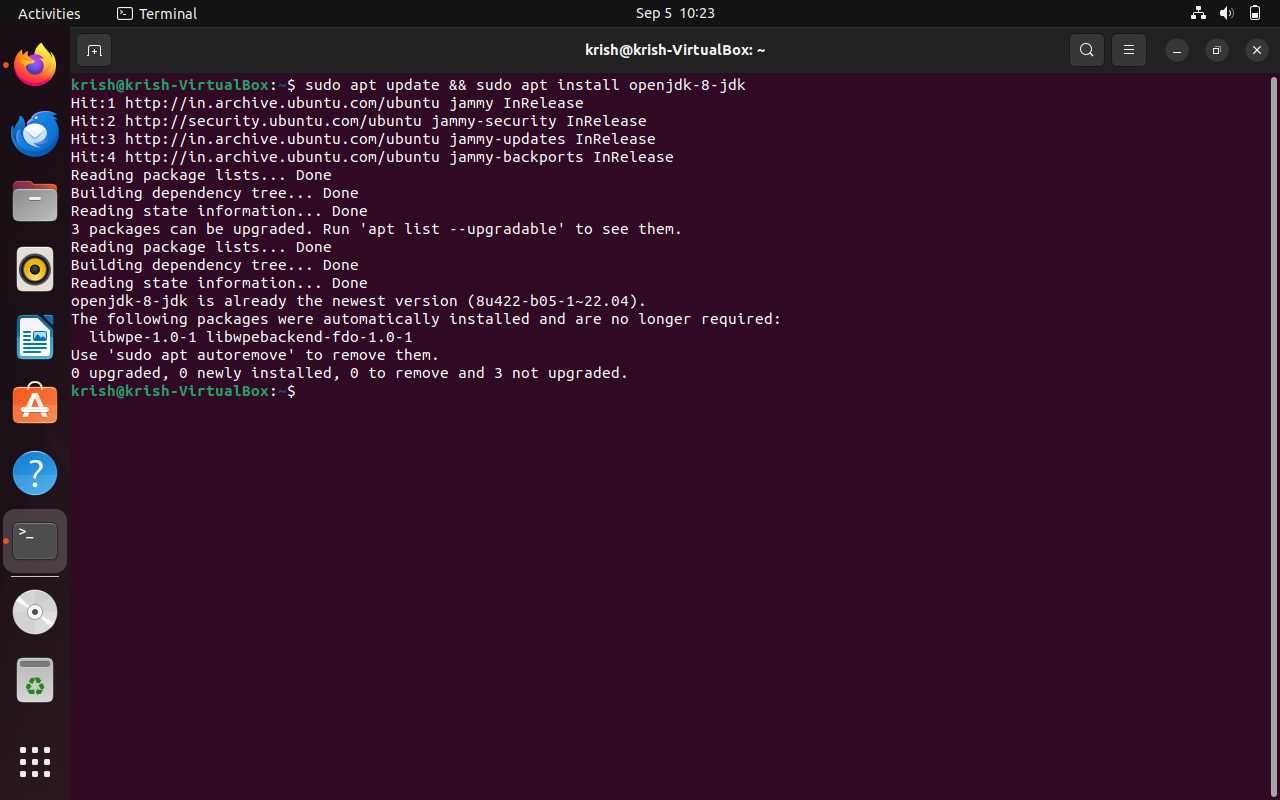 Activities
Terminal
Sep 5 10:23
krish@krish-VirtualBox: ~
krish@krish-VirtualBox:~$ sudo apt update && sudo apt install openjdk-8-jdk
Hit:1 http://in.archive.ubuntu.com/ubuntu jammy InRelease
Hit:2 http://security.ubuntu.com/ubuntu jammy-security InRelease
Hit:3 http://in.archive.ubuntu.com/ubuntu jammy-updates InRelease
Hit:4 http://in.archive.ubuntu.com/ubuntu jammy-backports InRelease
Reading package lists... Done
Building dependency tree... Done
Reading state information... Done
3 packages can be upgraded. Run 'apt list --upgradable' to see them.
Reading package lists... Done
Building dependency tree... Done
Reading state information... Done
openjdk-8-jdk is already the newest version (8u422-b05-1~22.04).
The following packages were automatically installed and are no longer required:
  libwpe-1.0-1 libwpebackend-fdo-1.0-1
Use 'sudo apt autoremove' to remove them.
0 upgraded, 0 newly installed, 0 to remove and 3 not upgraded.
krish@krish-VirtualBox:~$